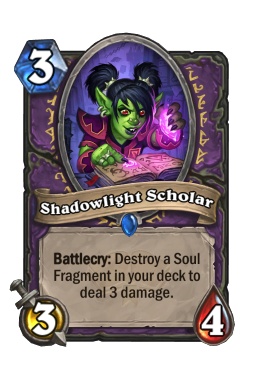 3
Shadowlight Scholar
Battlecry: Destroy a Soul
Fragment in your deck to
deal 3 damage.
3
4